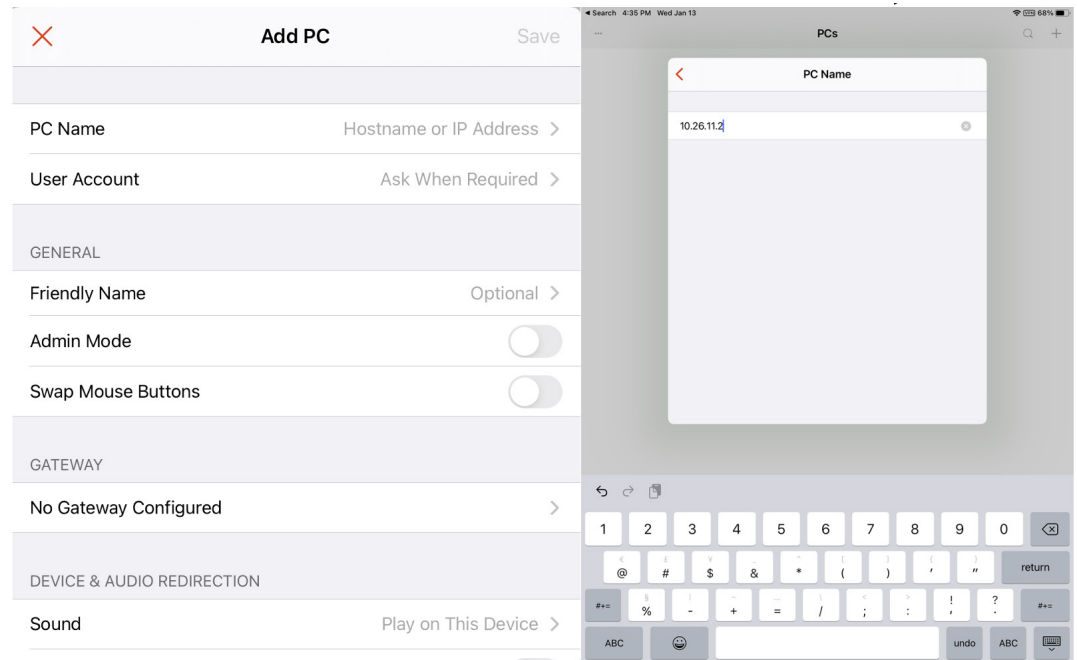 Add PC
Save
PC Name
Hostname or IP Address
User Account
Ask When Required
GENERAL
Friendly Name
Optional
Admin Mode
Swap Mouse Buttons
GATEWAY
No Gateway Configured
DEVICE & AUDIO REDIRECTION
Sound
Play on This Device
Search 4:35 PM Wed Jan 13
VPN 68%
PCs
PC Name
10.26.11.2
1 2 3 4 5 6 7 8 9 0
@ # $ & * ( ) ' "
return
#+= % - + = / ; : ! , ? . #+=
ABC
undo
ABC